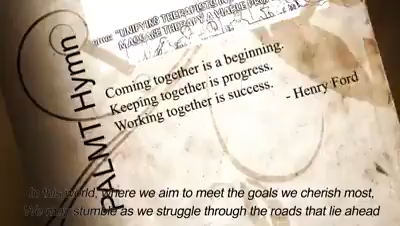 "UNIFYING THERAPISTS
MASSAGE THERAPY A VIABLE
PALMIT Hymn
Coming together is a beginning.
Keeping together is progress.
Working together is success.
- Henry Ford
In this world, where we aim to meet the goals we cherish most,
We may stumble as we struggle through the roads that lie ahead